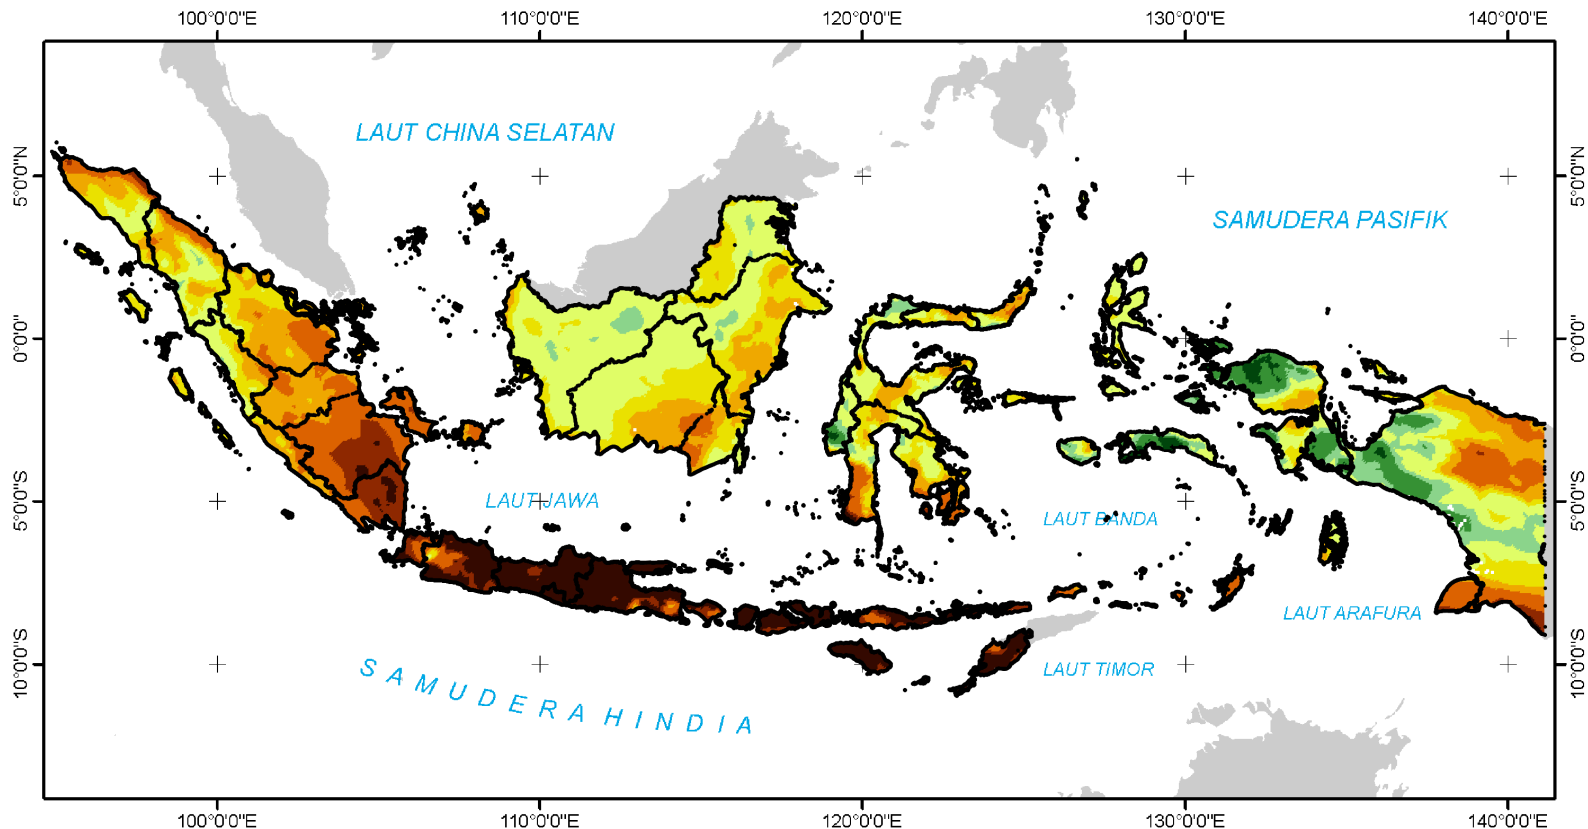 100°0'0"E 110°0'0"E 120°0'0"E 130°0'0"E 140°0'0"E
LAUT CHINA SELATAN
5°0'0"N 5°0'0"N
SAMUDERA PASIFIK
0°0'0" 0°0'0"
5°0'0"S LAUT JAWA 5°0'0"S
LAUT BANDA
LAUT ARAFURA
10°0'0"S LAUT TIMOR 10°0'0"S
SAMUDERA HINDIA
100°0'0"E 110°0'0"E 120°0'0"E 130°0'0"E 140°0'0"E